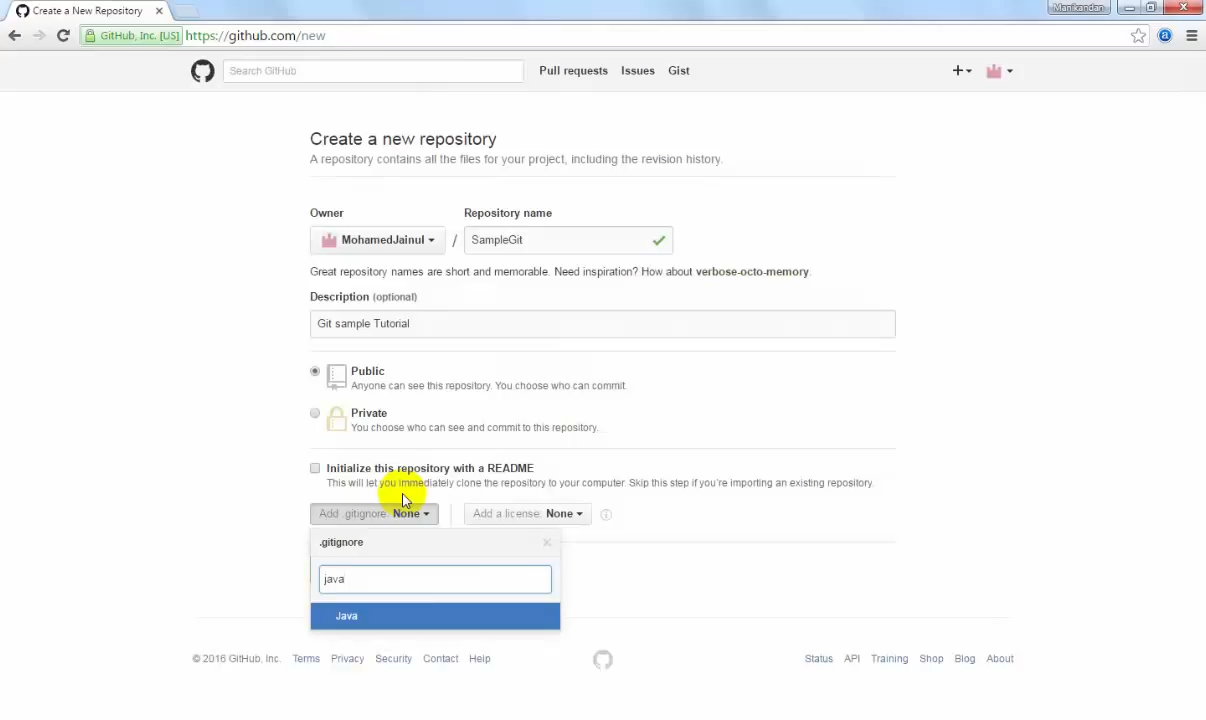 Create a New Repository
Manikandan
GitHub, Inc. [US] https://github.com/new
Search GitHub Pull requests Issues Gist
Create a new repository
A repository contains all the files for your project, including the revision history.
Owner Repository name
MohamedJainul / SampleGit
Great repository names are short and memorable. Need inspiration? How about verbose-octo-memory.
Description (optional)
Git sample Tutorial
Public
Anyone can see this repository. You choose who can commit.
Private
You choose who can see and commit to this repository.
Initialize this repository with a README
This will let you immediately clone the repository to your computer. Skip this step if you're importing an existing repository.
Add .gitignore: None Add a license: None
.gitignore
java
Java
© 2016 GitHub, Inc. Terms Privacy Security Contact Help Status API Training Shop Blog About